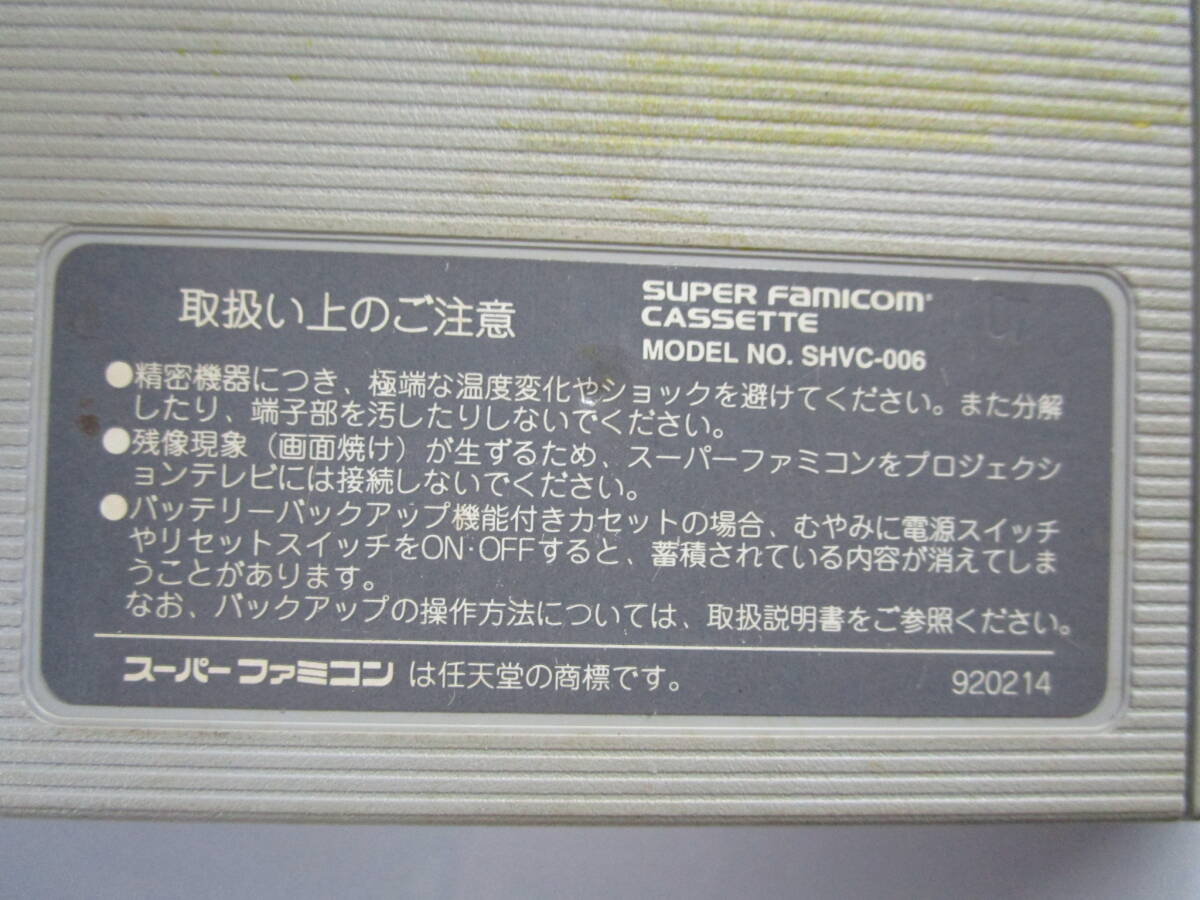 取扱い上のご注意
SUPER Famicom
CASSETTE
MODEL NO. SHVC-006
●精密機器につき、極端な温度変化やショックを避けてください。また分解
したり、端子部を汚したりしないでください。
●残像現象（画面焼け）が生ずるため、スーパーファミコンをプロジェクシ
ョンテレビには接続しないでください。
●バッテリーバックアップ機能付きカセットの場合、むやみに電源スイッチ
やリセットスイッチをON·OFFすると、蓄積されている内容が消えてしま
うことがあります。
なお、バックアップの操作方法については、取扱説明書をご参照ください。
スーパーファミコン は任天堂の商標です。
920214